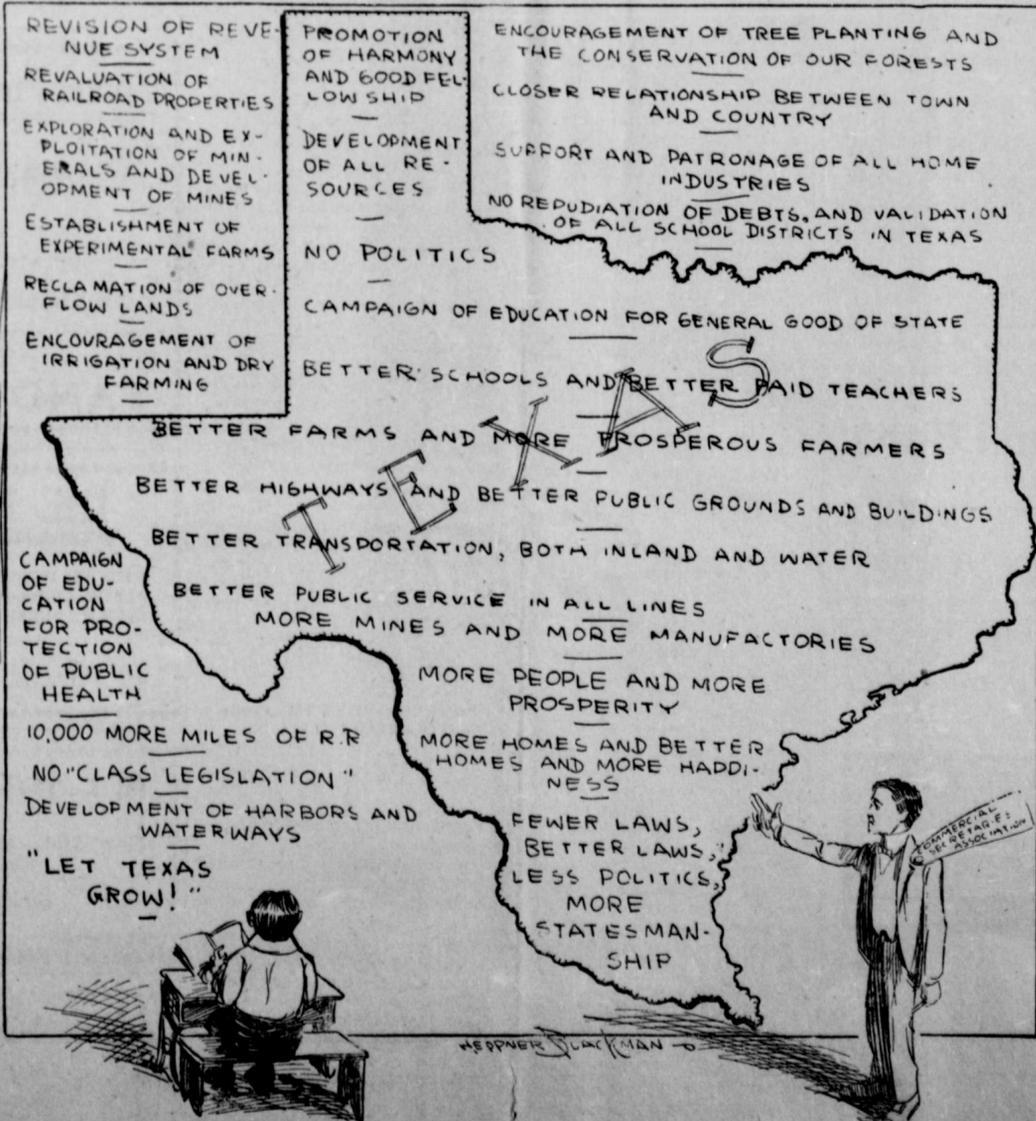 REVISION OF REVE-
NUE SYSTEM
REVALUATION OF
RAILROAD PROPERTIES
EXPLORATION AND EX-
PLOITATION OF MIN-
ERALS AND DEVEL-
OPMENT OF MINES
ESTABLISHMENT OF
EXPERIMENTAL FARMS
RECLAMATION OF OVER-
FLOW LANDS
ENCOURAGEMENT OF
IRRIGATION AND DRY
FARMING
PROMOTION
OF HARMONY
AND GOOD FEL-
LOWSHIP
DEVELOPMENT
OF ALL RE-
SOURCES
NO POLITICS
ENCOURAGEMENT OF TREE PLANTING AND
THE CONSERVATION OF OUR FORESTS
CLOSER RELATIONSHIP BETWEEN TOWN
AND COUNTRY
SUPPORT AND PATRONAGE OF ALL HOME
INDUSTRIES
NO REPUDIATION OF DEBTS, AND VALIDATION
OF ALL SCHOOL DISTRICTS IN TEXAS
CAMPAIGN OF EDUCATION FOR GENERAL GOOD OF STATE
BETTER SCHOOLS AND BETTER PAID TEACHERS
BETTER FARMS AND MORE PROSPEROUS FARMERS
BETTER HIGHWAYS AND BETTER PUBLIC GROUNDS AND BUILDINGS
BETTER TRANSPORTATION, BOTH INLAND AND WATER
BETTER PUBLIC SERVICE IN ALL LINES
MORE MINES AND MORE MANUFACTORIES
MORE PEOPLE AND MORE
PROSPERITY
MORE HOMES AND BETTER
HOMES AND MORE HAPPI-
NESS
FEWER LAWS,
BETTER LAWS,
LESS POLITICS,
MORE
STATESMAN-
SHIP
TEXAS
CAMPAIGN
OF EDU-
CATION
FOR PRO-
TECTION
OF PUBLIC
HEALTH
10,000 MORE MILES OF R.R
NO "CLASS LEGISLATION"
DEVELOPMENT OF HARBORS AND
WATERWAYS
"LET TEXAS
GROW!"
COMMERCIAL
SECRETARIES
ASSOCIATION
HEPPNER BLACKMAN